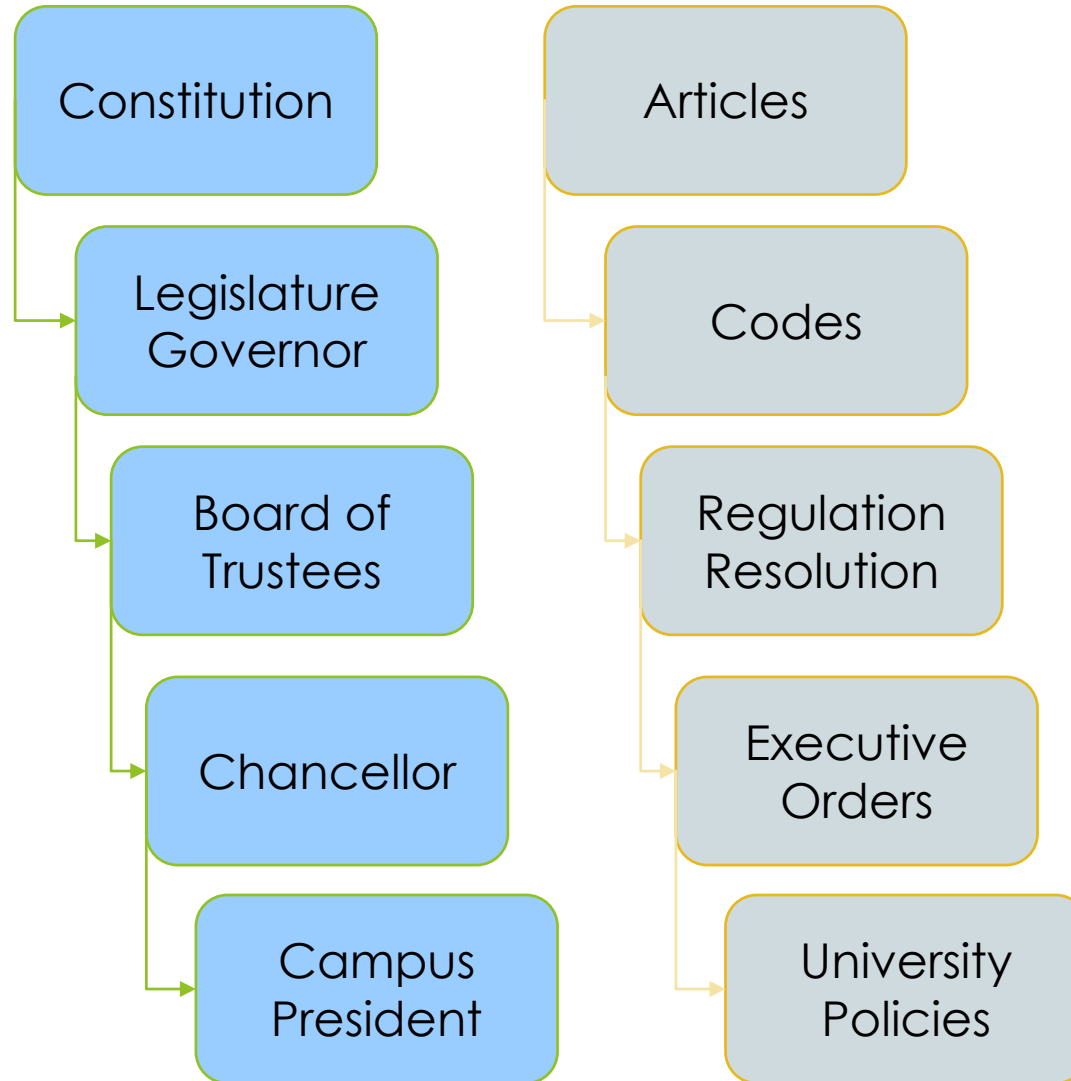 Constitution
Legislature
Governor
Board of
Trustees
Chancellor
Campus
President
Articles
Codes
Regulation
Resolution
Executive
Orders
University
Policies